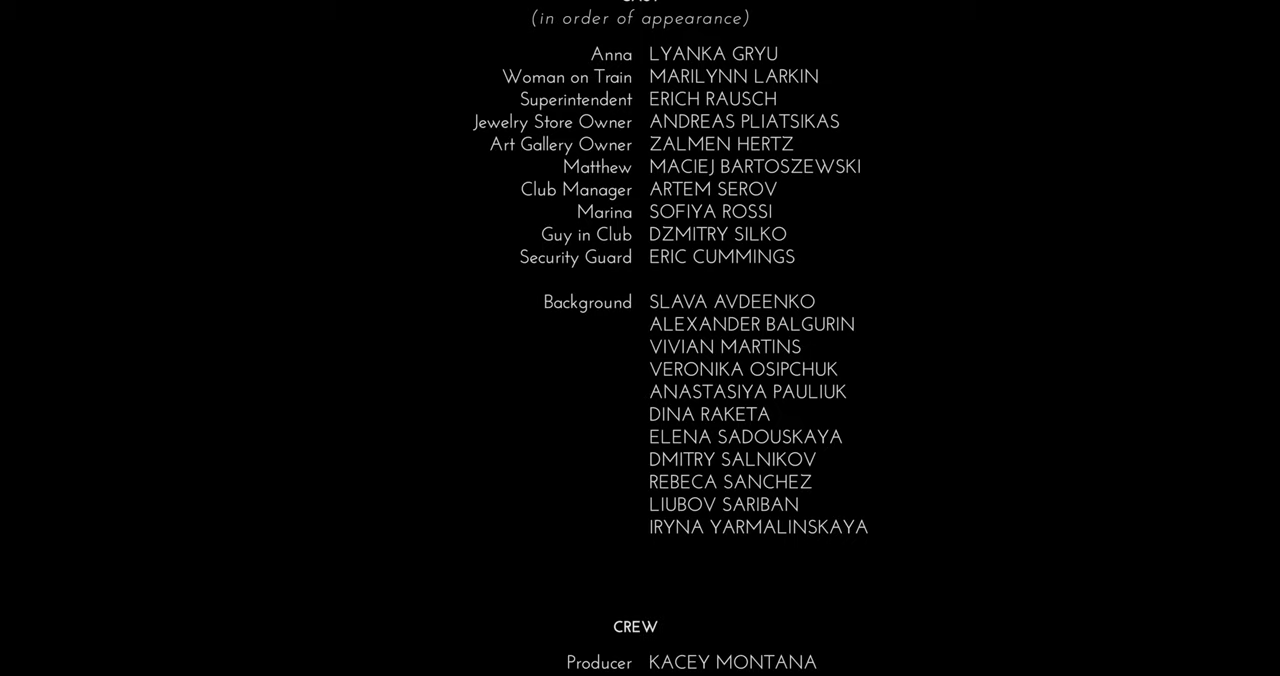 (in order of appearance)
Anna LYANKA GRYU
Woman on Train MARILYNN LARKIN
Superintendent ERICH RAUSCH
Jewelry Store Owner ANDREAS PLIATSIKAS
Art Gallery Owner ZALMEN HERTZ
Matthew MACIEJ BARTOSZEWSKI
Club Manager ARTEM SEROV
Marina SOFIYA ROSSI
Guy in Club DZMITRY SILKO
Security Guard ERIC CUMMINGS
Background SLAVA AVDEENKO
ALEXANDER BALGURIN
VIVIAN MARTINS
VERONIKA OSIPCHUK
ANASTASIYA PAULIUK
DINA RAKETA
ELENA SADOUSKAYA
DMITRY SALNIKOV
REBECA SANCHEZ
LIUBOV SARIBAN
IRYNA YARMALINSKAYA
CREW
Producer KACEY MONTANA